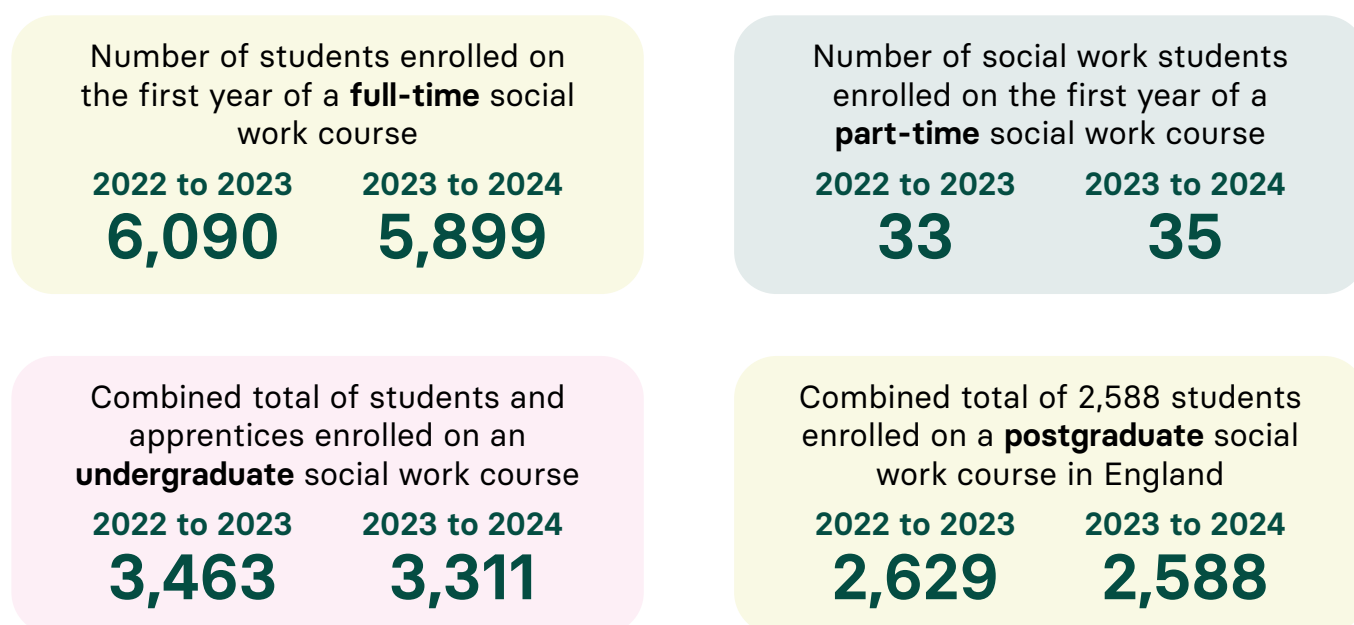 Number of students enrolled on
the first year of a full-time social
work course
2022 to 2023 2023 to 2024
6,090 5,899
Number of social work students
enrolled on the first year of a
part-time social work course
2022 to 2023 2023 to 2024
33 35
Combined total of students and
apprentices enrolled on an
undergraduate social work course
2022 to 2023 2023 to 2024
3,463 3,311
Combined total of 2,588 students
enrolled on a postgraduate social
work course in England
2022 to 2023 2023 to 2024
2,629 2,588